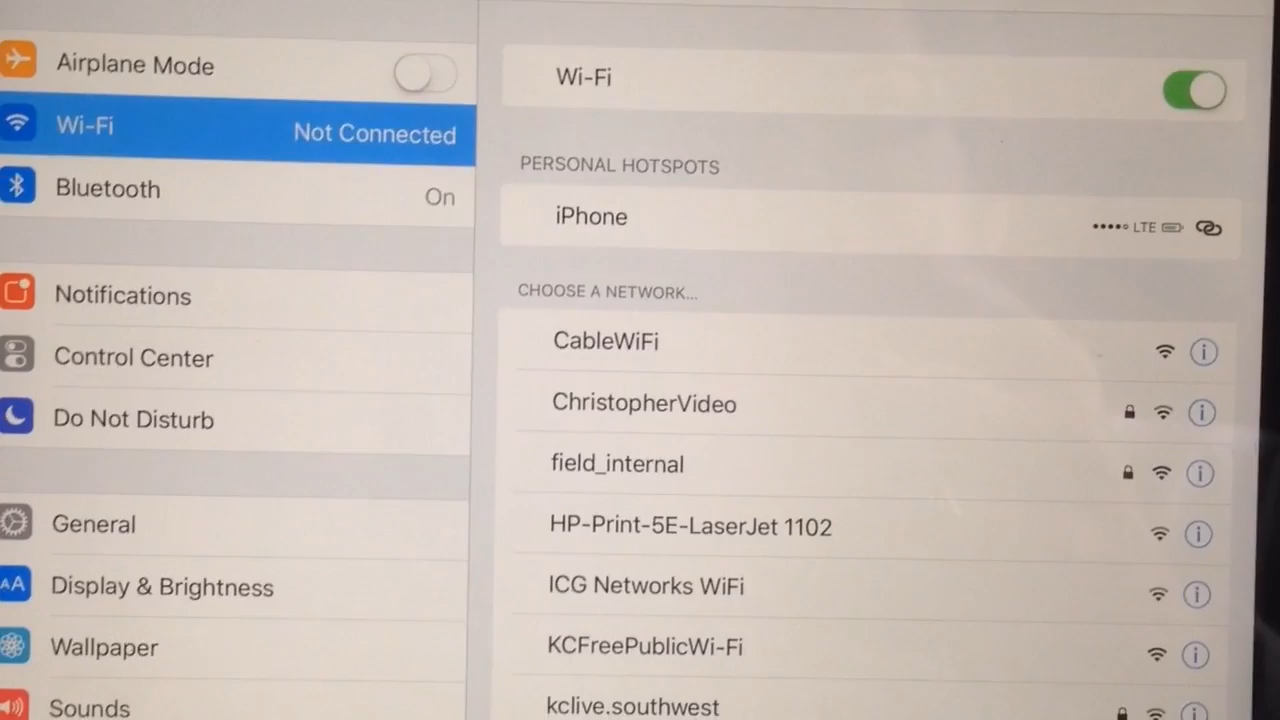 Airplane Mode
Wi-Fi Not Connected
Bluetooth On
Notifications
Control Center
Do Not Disturb
General
AA Display & Brightness
Wallpaper
Sounds
Wi-Fi
PERSONAL HOTSPOTS
iPhone LTE
CHOOSE A NETWORK...
CableWiFi
ChristopherVideo
field_internal
HP-Print-5E-LaserJet 1102
ICG Networks WiFi
KCFreePublicWi-Fi
kclive.southwest